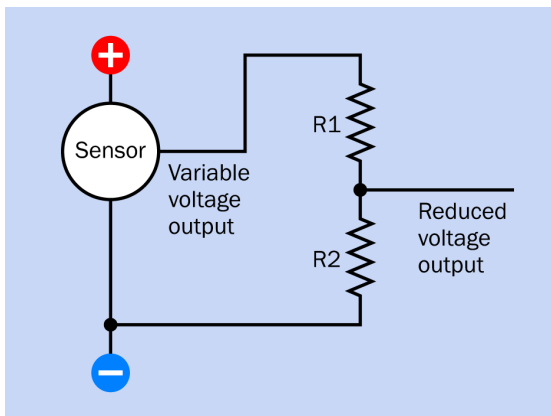 Sensor
Variable
voltage
output
R1
R2
Reduced
voltage
output